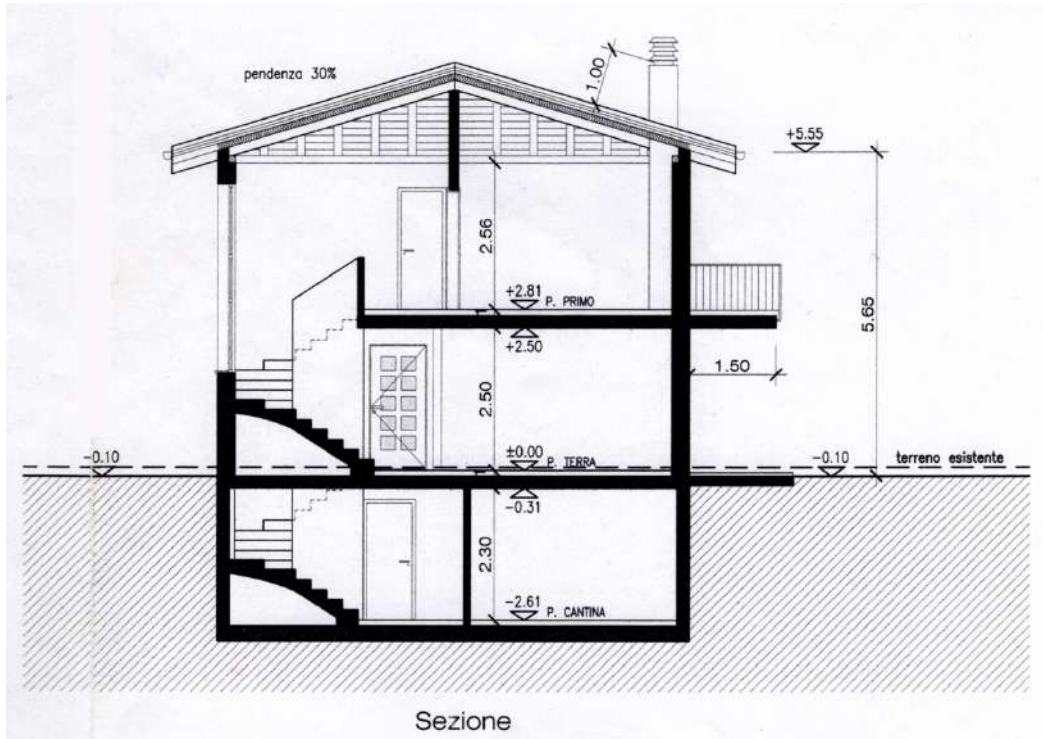 pendenza 30%
1.00
+5.55
2.56
+2.81 P. PRIMO
+2.50
5.65
1.50
2.50
±0.00 P. TERRA
-0.10
-0.10
terreno esistente
-0.31
2.30
-2.61 P. CANTINA
Sezione